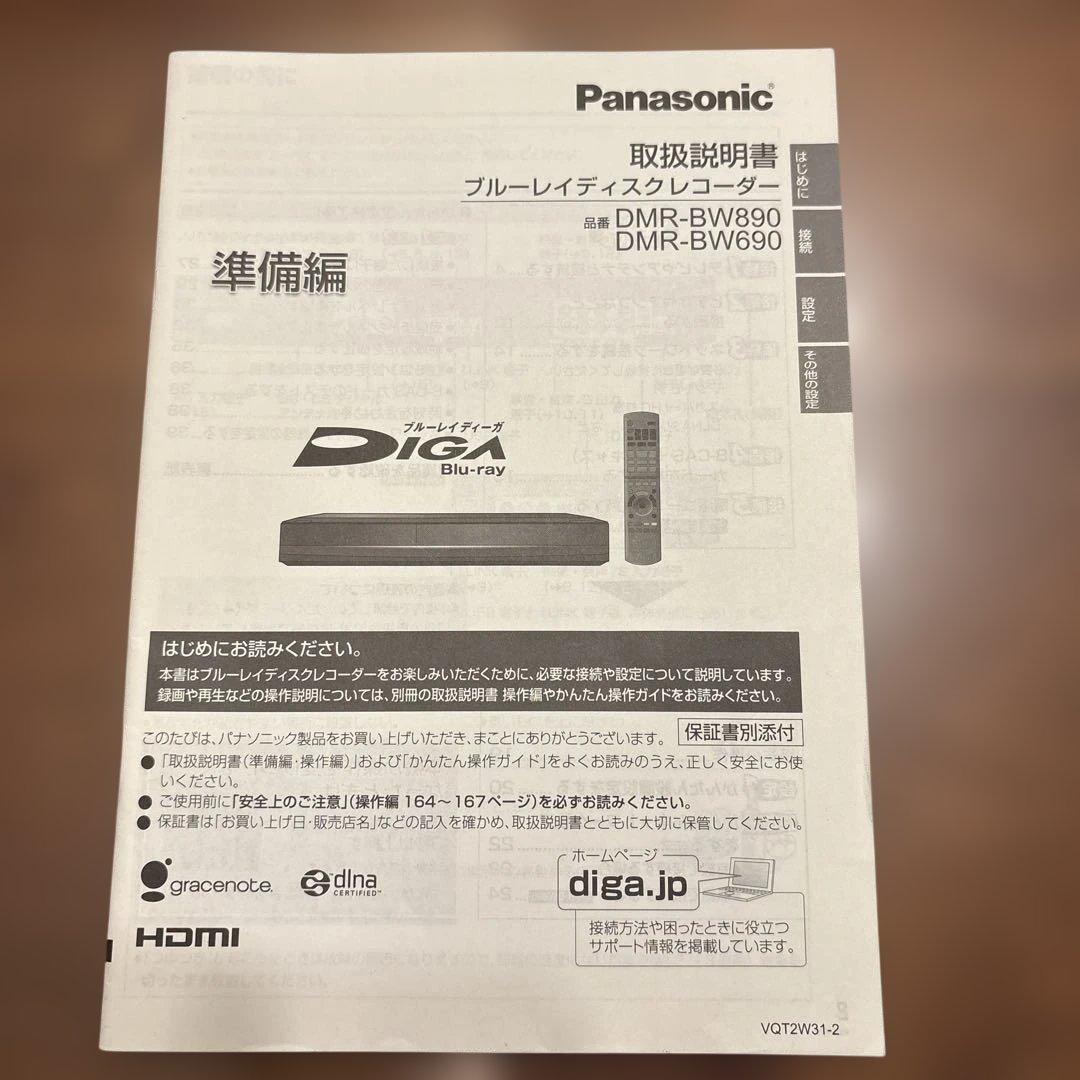 Panasonic®
取扱説明書
ブルーレイディスクレコーダー
品番 DMR-BW890
DMR-BW690
準備編
はじめに
接続
設定
その他の設定
ブルーレイディーガ
DIGA
Blu-ray
はじめにお読みください。
本書はブルーレイディスクレコーダーをお楽しみいただくために、必要な接続や設定について説明しています。
録画や再生などの操作説明については、別冊の取扱説明書 操作編やかんたん操作ガイドをお読みください。
このたびは、パナソニック製品をお買い上げいただき、まことにありがとうございます。
保証書別添付
● 「取扱説明書(準備編・操作編)」および「かんたん操作ガイド」をよくお読みのうえ、正しく安全にお使
いください。
● ご使用前に「安全上のご注意」(操作編 164～167ページ)を必ずお読みください。
● 保証書は「お買い上げ日・販売店名」などの記入を確かめ、取扱説明書とともに大切に保管してください。
gracenote.
dlna
CERTIFIED™
HDMI
ホームページ
diga.jp
接続方法や困ったときに役立つ
サポート情報を掲載しています。
VQT2W31-2